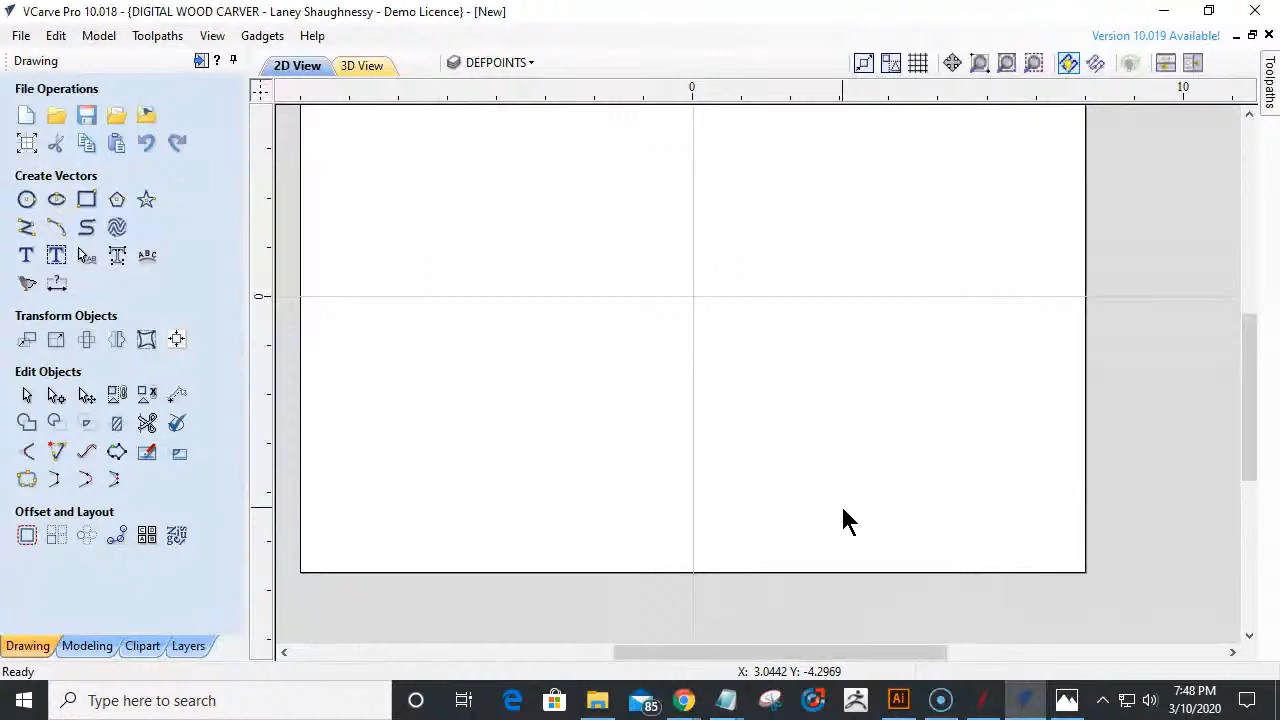 VCarve Pro 10.018 - {DIGITAL WOOD CARVER - Laney Shaughnessy - Demo Licence} - [New]
File Edit Model Toolpaths View Gadgets Help
Version 10.019 Available!
Drawing
2D View
3D View
DEFPOINTS
Toolpaths
0
10
0
File Operations
Create Vectors
Transform Objects
Edit Objects
Offset and Layout
Drawing Modeling Clipart Layers
Ready
X: 3.0442 Y: -4.2969
Type here to search
85
Ai
7:48 PM
3/10/2020